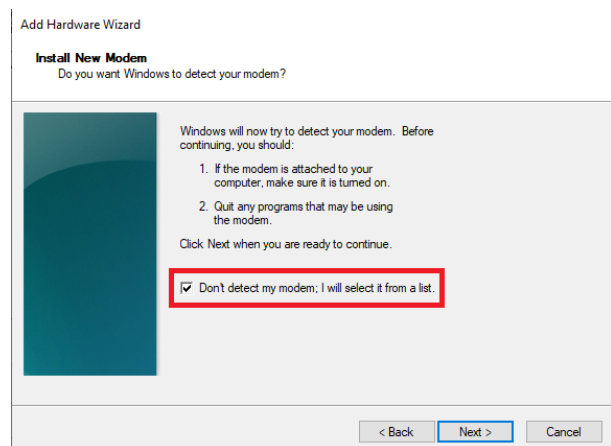 Add Hardware Wizard
Install New Modem
Do you want Windows to detect your modem?
Windows will now try to detect your modem. Before
continuing, you should:
1. If the modem is attached to your
computer, make sure it is turned on.
2. Quit any programs that may be using
the modem.
Click Next when you are ready to continue.
Don't detect my modem; I will select it from a list.
< Back Next > Cancel